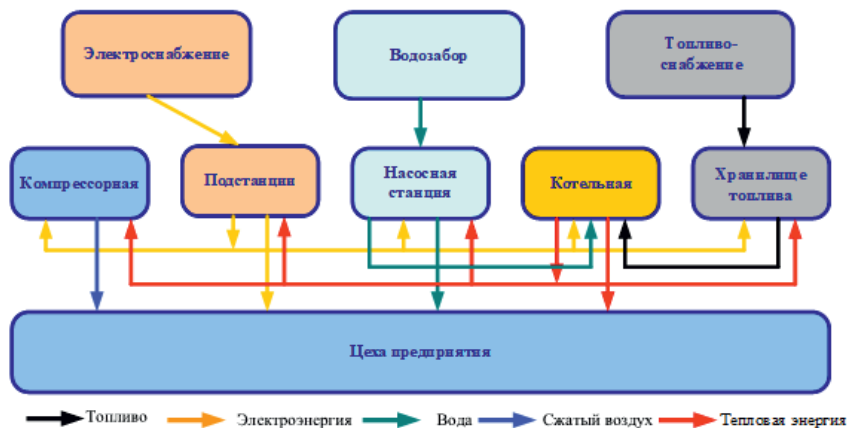 Электроснабжение
Водозабор
Топливо-
снабжение
Компрессорная
Подстанции
Насосная
станция
Котельная
Хранилище
топлива
Цеха предприятия
Топливо
Электроэнергия
Вода
Сжатый воздух
Тепловая энергия